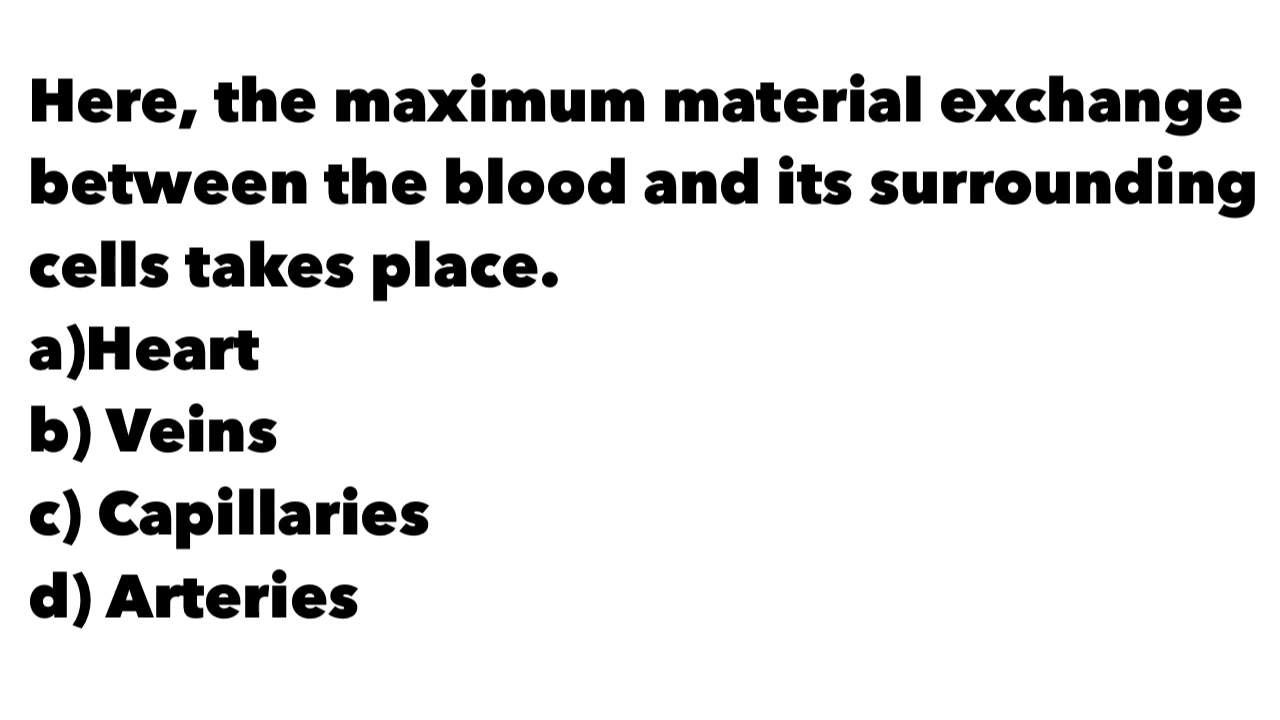 Here, the maximum material exchange
between the blood and its surrounding
cells takes place.
a)Heart
b) Veins
c) Capillaries
d) Arteries